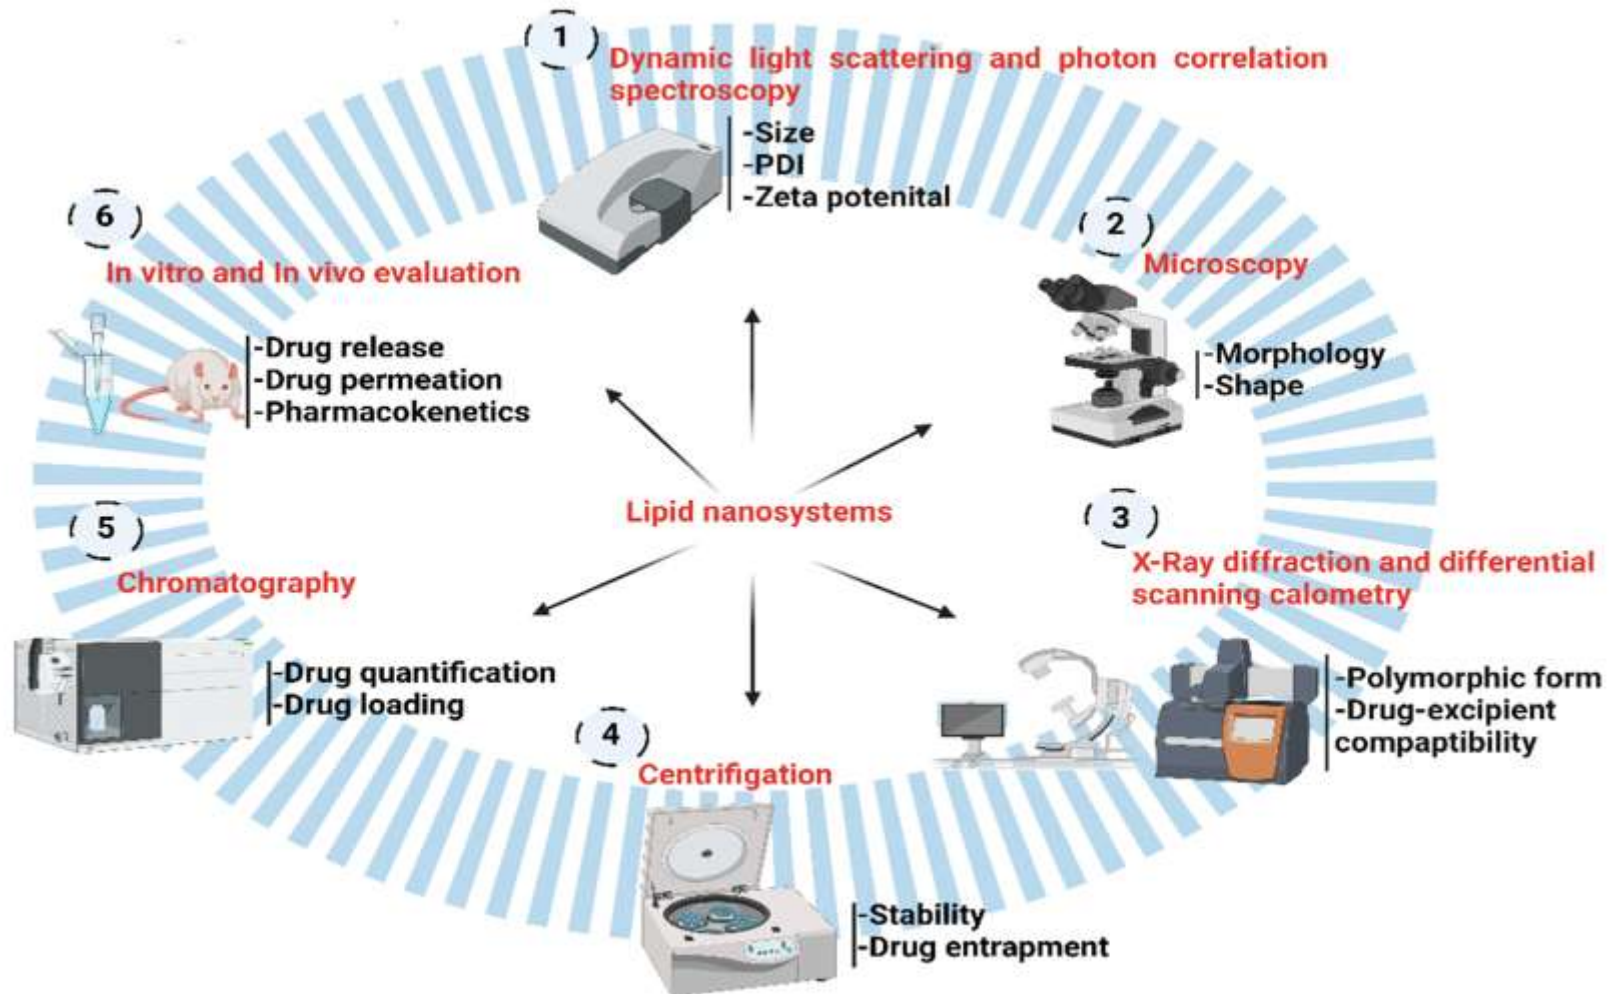 1
Dynamic light scattering and photon correlation
spectroscopy
-Size
-PDI
-Zeta potenital
2
Microscopy
-Morphology
-Shape
3
X-Ray diffraction and differential
scanning calometry
-Polymorphic form
-Drug-excipient
compaptibility
4
Centrifigation
-Stability
-Drug entrapment
5
Chromatography
-Drug quantification
-Drug loading
6
In vitro and In vivo evaluation
-Drug release
-Drug permeation
-Pharmacokenetics
Lipid nanosystems